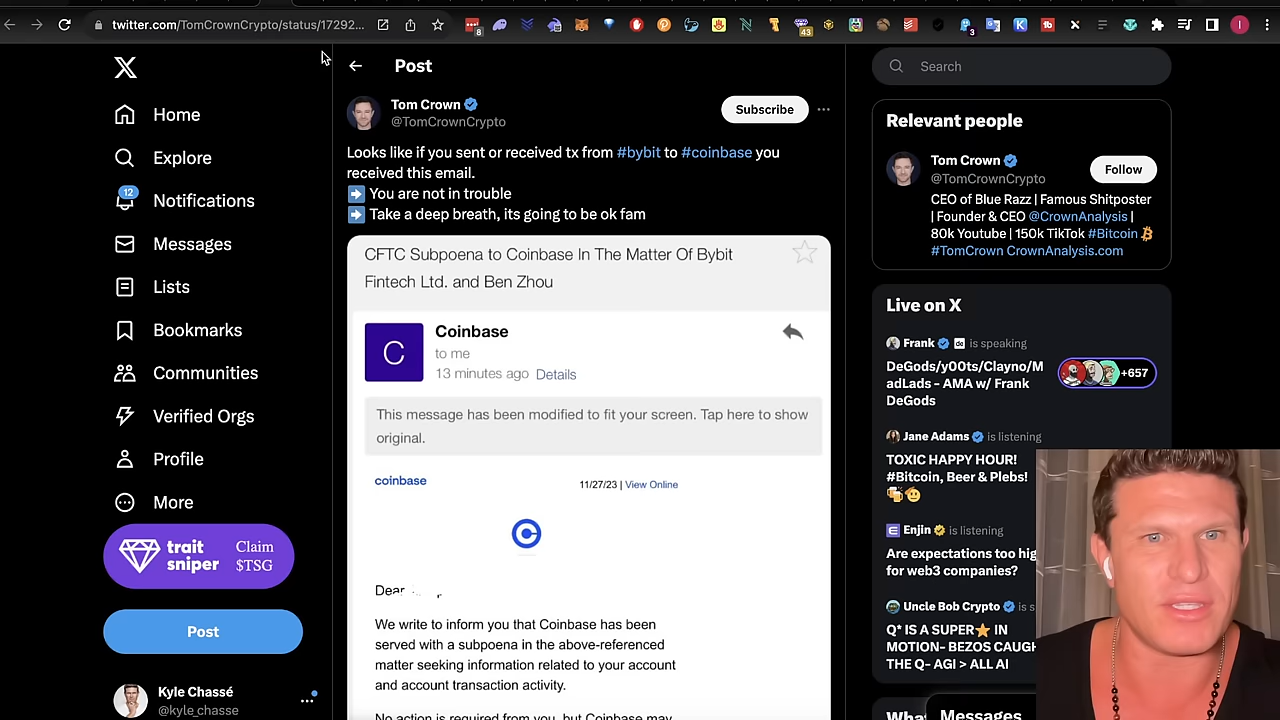 twitter.com/TomCrownCrypto/status/17292...
8
43
3
Post
Search
Home
Explore
12
Notifications
Messages
Lists
Bookmarks
Communities
Verified Orgs
Profile
More
trait sniper
Claim $TSG
Post
Kyle Chassé
@kyle_chasse
Tom Crown
@TomCrownCrypto
Subscribe
Looks like if you sent or received tx from #bybit to #coinbase you
received this email.
➡️ You are not in trouble
➡️ Take a deep breath, its going to be ok fam
CFTC Subpoena to Coinbase In The Matter Of Bybit
Fintech Ltd. and Ben Zhou
C
Coinbase
to me
13 minutes ago Details
This message has been modified to fit your screen. Tap here to show
original.
coinbase
11/27/23 | View Online
Dear
We write to inform you that Coinbase has been
served with a subpoena in the above-referenced
matter seeking information related to your account
and account transaction activity.
No action is required from you, but Coinbase may
Relevant people
Tom Crown
@TomCrownCrypto
Follow
CEO of Blue Razz | Famous Shitposter
| Founder & CEO @CrownAnalysis |
80k Youtube | 150k TikTok #Bitcoin
#TomCrown CrownAnalysis.com
Live on X
Frank is speaking
DeGods/y00ts/Clayno/M
adLads - AMA w/ Frank
DeGods
+657
Jane Adams is listening
TOXIC HAPPY HOUR!
#Bitcoin, Beer & Plebs!
Enjin is listening
Are expectations too hig
for web3 companies?
Uncle Bob Crypto is s
Q* IS A SUPER⭐ IN
MOTION- BEZOS CAUGH
THE Q- AGI > ALL AI
What
Messages